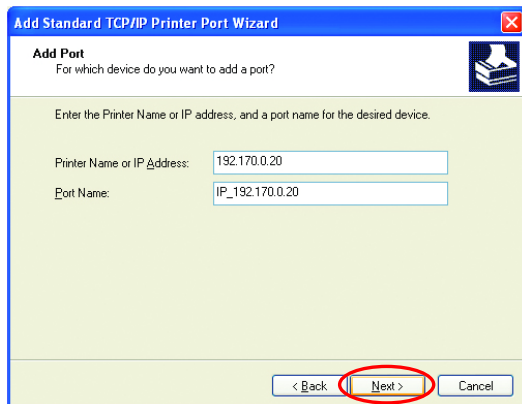 Add Standard TCP/IP Printer Port Wizard
Add Port
For which device do you want to add a port?
Enter the Printer Name or IP address, and a port name for the desired device.
Printer Name or IP Address: 192.170.0.20
Port Name: IP_192.170.0.20
< Back Next > Cancel